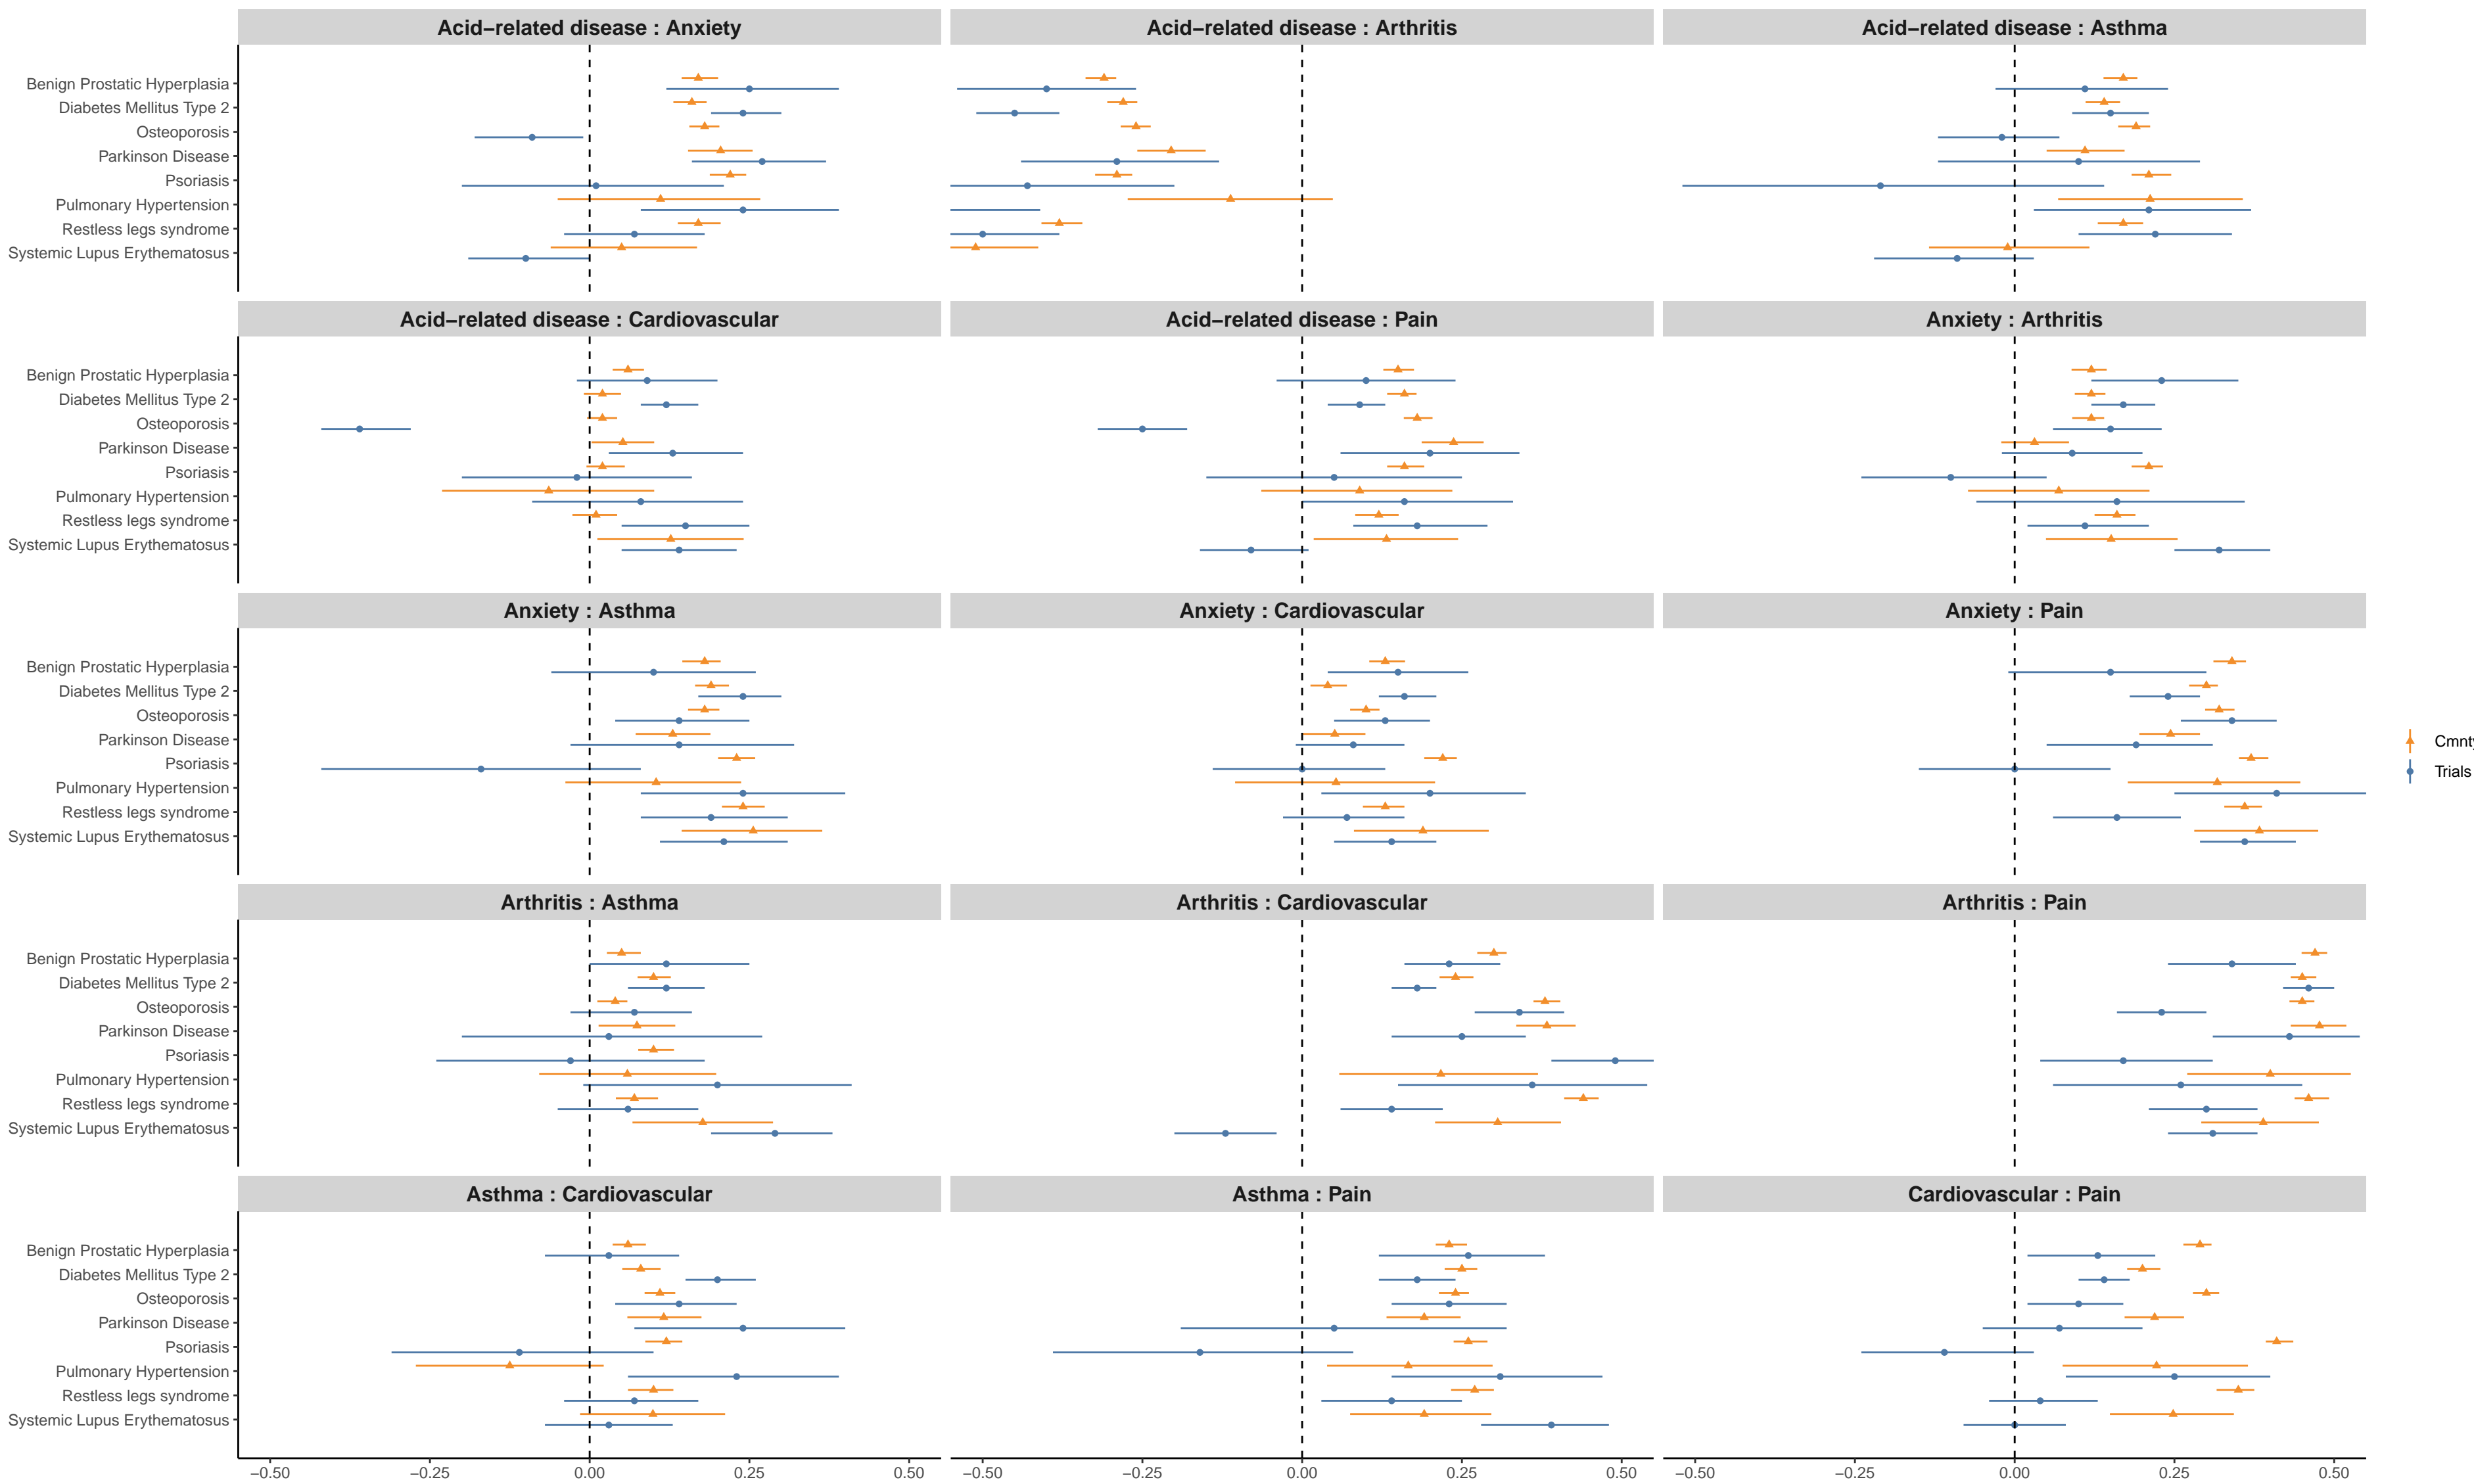 Acid–related disease : Anxiety
Acid–related disease : Arthritis
Acid–related disease : Asthma
Benign Prostatic Hyperplasia
Diabetes Mellitus Type 2
Osteoporosis
Parkinson Disease
Psoriasis
Pulmonary Hypertension
Restless legs syndrome
Systemic Lupus Erythematosus
Acid–related disease : Cardiovascular
Acid–related disease : Pain
Anxiety : Arthritis
Benign Prostatic Hyperplasia
Diabetes Mellitus Type 2
Osteoporosis
Parkinson Disease
Psoriasis
Pulmonary Hypertension
Restless legs syndrome
Systemic Lupus Erythematosus
Anxiety : Asthma
Anxiety : Cardiovascular
Anxiety : Pain
Benign Prostatic Hyperplasia
Diabetes Mellitus Type 2
Osteoporosis
Parkinson Disease
Psoriasis
Pulmonary Hypertension
Restless legs syndrome
Systemic Lupus Erythematosus
Cmnty
Trials
Arthritis : Asthma
Arthritis : Cardiovascular
Arthritis : Pain
Benign Prostatic Hyperplasia
Diabetes Mellitus Type 2
Osteoporosis
Parkinson Disease
Psoriasis
Pulmonary Hypertension
Restless legs syndrome
Systemic Lupus Erythematosus
Asthma : Cardiovascular
Asthma : Pain
Cardiovascular : Pain
Benign Prostatic Hyperplasia
Diabetes Mellitus Type 2
Osteoporosis
Parkinson Disease
Psoriasis
Pulmonary Hypertension
Restless legs syndrome
Systemic Lupus Erythematosus
−0.50 −0.25 0.00 0.25 0.50
−0.50 −0.25 0.00 0.25 0.50
−0.50 −0.25 0.00 0.25 0.50